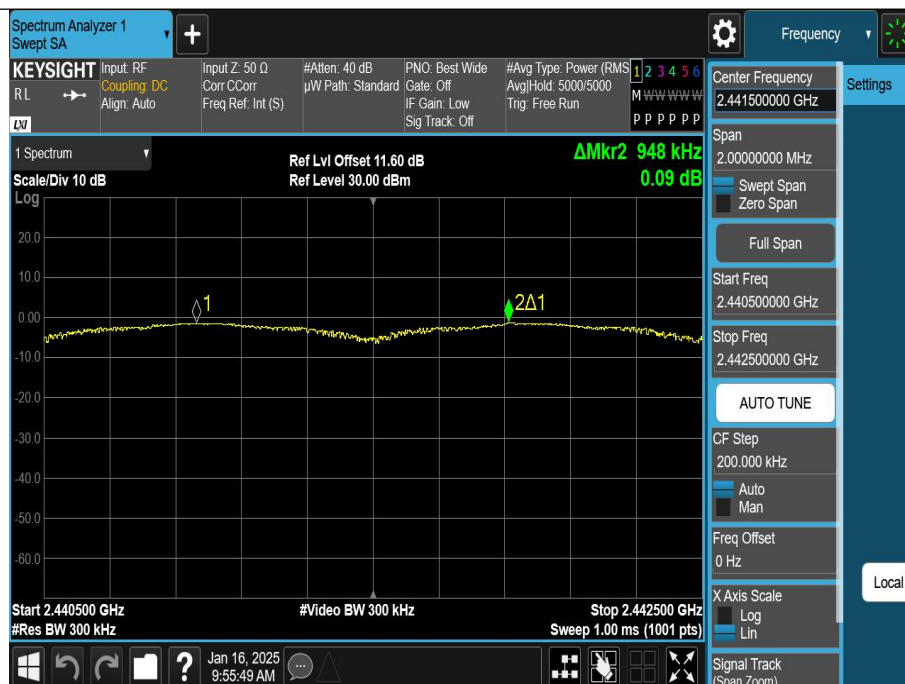 Spectrum Analyzer 1
Swept SA
Frequency
KEYSIGHT
RL
LXI
Input: RF
Coupling: DC
Align: Auto
Input Z: 50 Ω
Corr CCorr
Freq Ref: Int (S)
#Atten: 40 dB
µW Path: Standard
PNO: Best Wide
Gate: Off
IF Gain: Low
Sig Track: Off
#Avg Type: Power (RMS
Avg|Hold: 5000/5000
Trig: Free Run
1 2 3 4 5 6
M W W W W W
P P P P P P
1 Spectrum
Scale/Div 10 dB
Log
Ref Lvl Offset 11.60 dB
Ref Level 30.00 dBm
ΔMkr2 948 kHz
0.09 dB
20.0
10.0
0.00
-10.0
-20.0
-30.0
-40.0
-50.0
-60.0
1
2Δ1
Start 2.440500 GHz
#Res BW 300 kHz
#Video BW 300 kHz
Stop 2.442500 GHz
Sweep 1.00 ms (1001 pts)
Center Frequency
2.441500000 GHz
Settings
Span
2.00000000 MHz
Swept Span
Zero Span
Full Span
Start Freq
2.440500000 GHz
Stop Freq
2.442500000 GHz
AUTO TUNE
CF Step
200.000 kHz
Auto
Man
Freq Offset
0 Hz
Local
X Axis Scale
Log
Lin
Signal Track
(Span Zoom)
?
Jan 16, 2025
9:55:49 AM